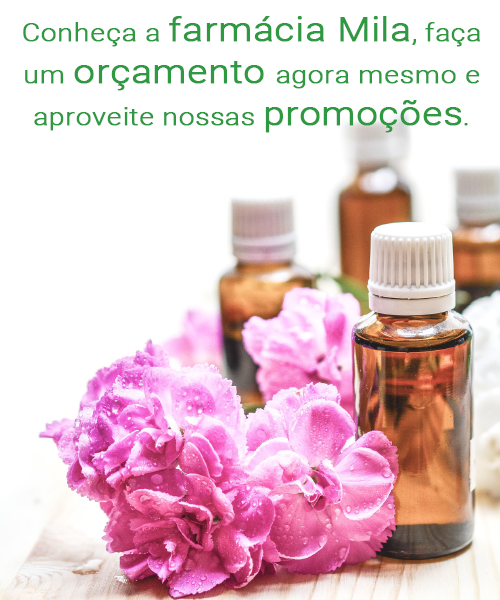 Conheça a farmácia Mila, faça
um orçamento agora mesmo e
aproveite nossas promoções.